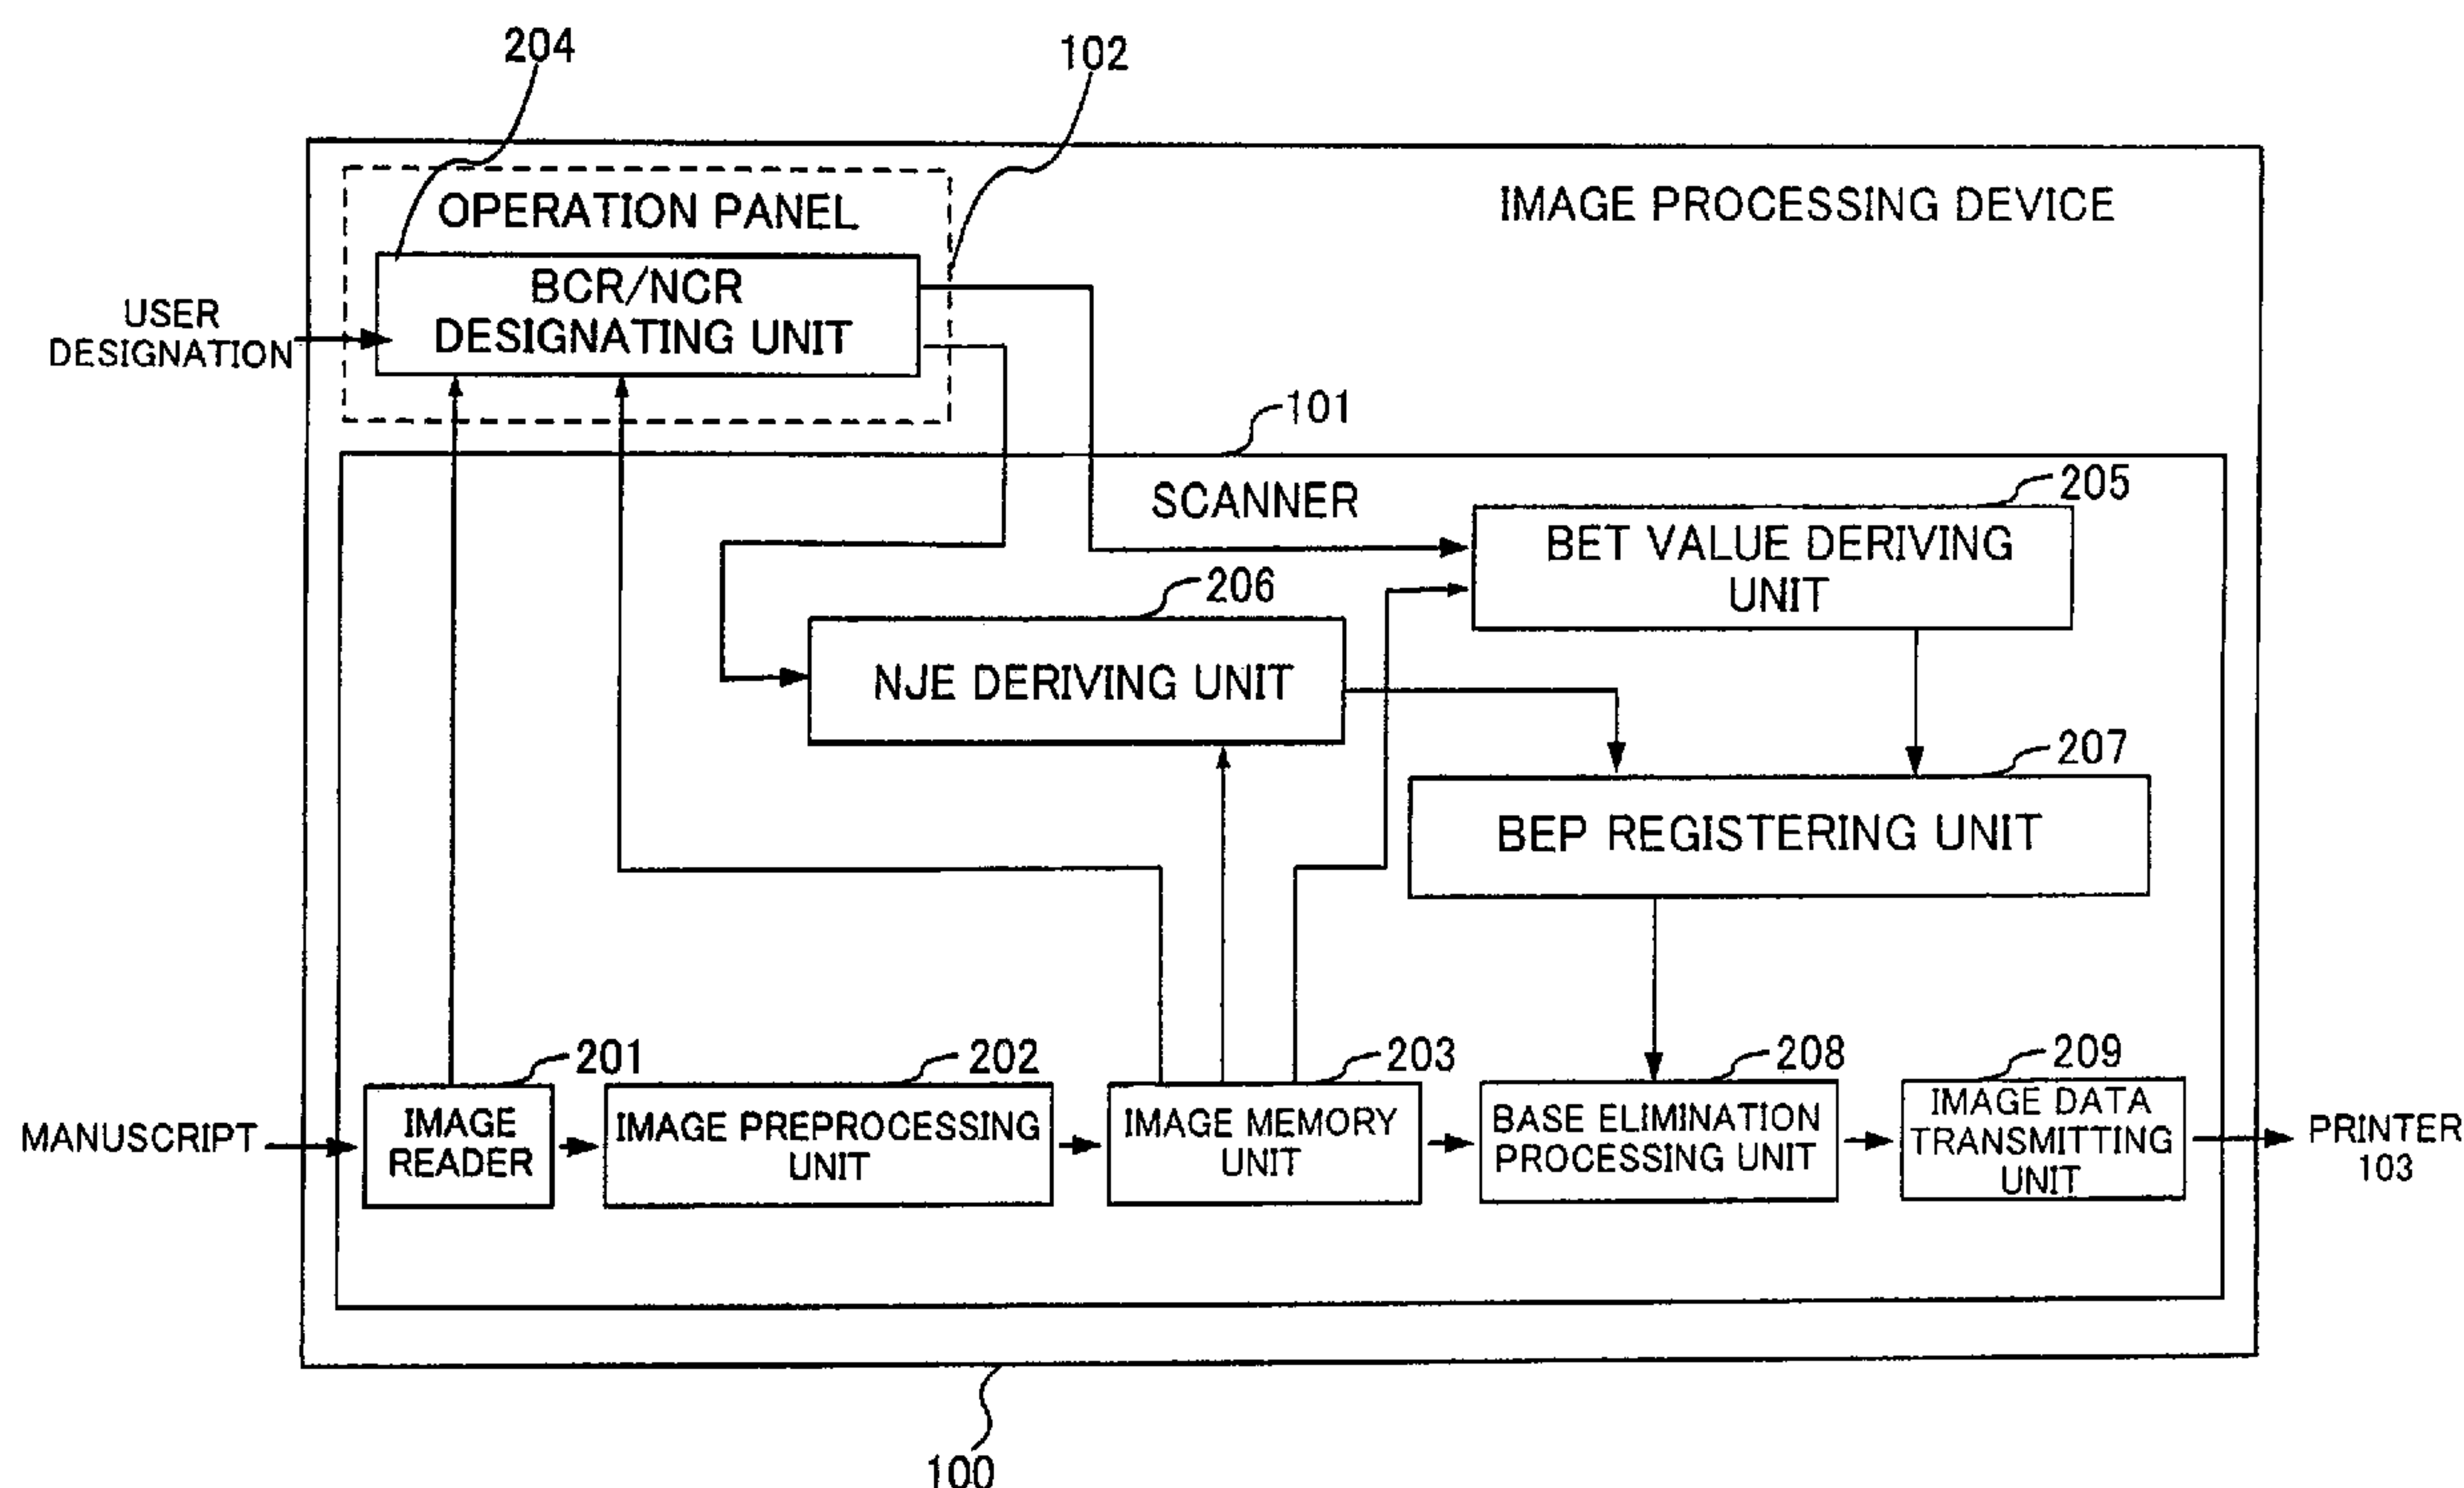 204
102
OPERATION PANEL
IMAGE PROCESSING DEVICE
BCR/NCR
DESIGNATING UNIT
USER
DESIGNATION
101
SCANNER
205
BET VALUE DERIVING
UNIT
206
NJE DERIVING UNIT
207
BEP REGISTERING UNIT
201
202
203
208
209
MANUSCRIPT
IMAGE
READER
IMAGE PREPROCESSING
UNIT
IMAGE MEMORY
UNIT
BASE ELIMINATION
PROCESSING UNIT
IMAGE DATA
TRANSMITTING
UNIT
PRINTER
103
100